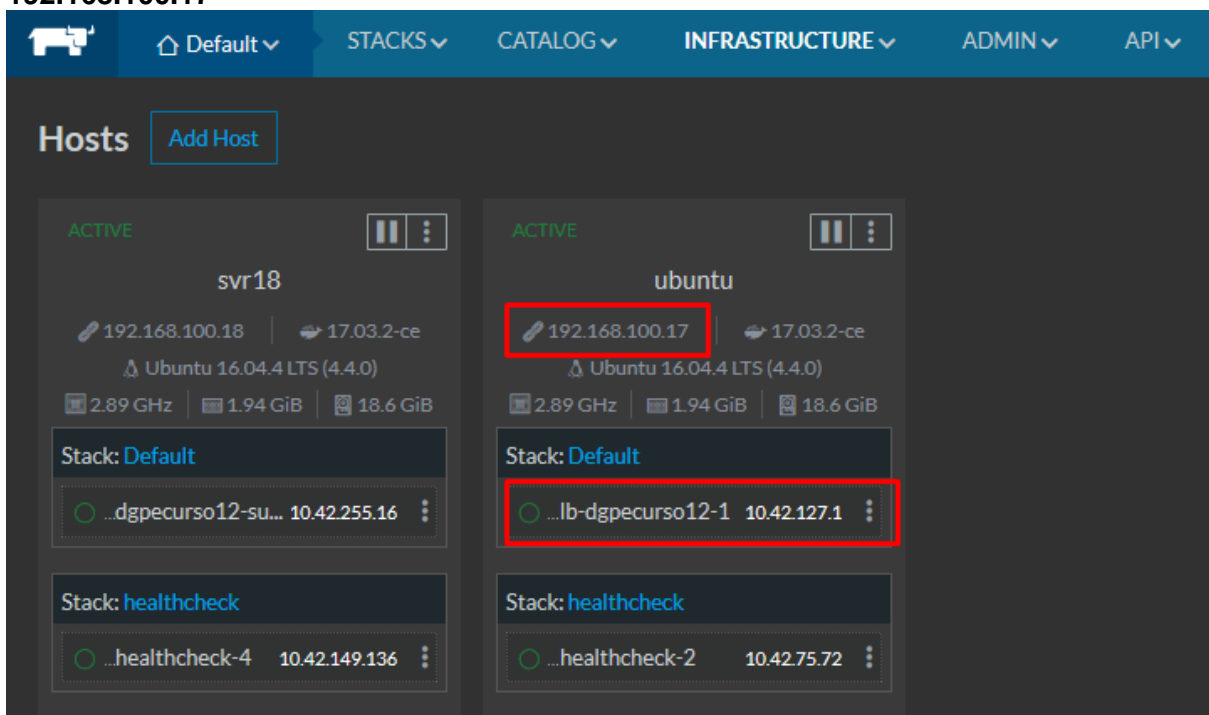 192.168.100.17
Default STACKS CATALOG INFRASTRUCTURE ADMIN API
Hosts Add Host
ACTIVE
svr18
192.168.100.18 17.03.2-ce
Ubuntu 16.04.4 LTS (4.4.0)
2.89 GHz 1.94 GiB 18.6 GiB
Stack: Default
...dgpecurso12-su... 10.42.255.16
Stack: healthcheck
...healthcheck-4 10.42.149.136
ACTIVE
ubuntu
192.168.100.17 17.03.2-ce
Ubuntu 16.04.4 LTS (4.4.0)
2.89 GHz 1.94 GiB 18.6 GiB
Stack: Default
...lb-dgpecurso12-1 10.42.127.1
Stack: healthcheck
...healthcheck-2 10.42.75.72